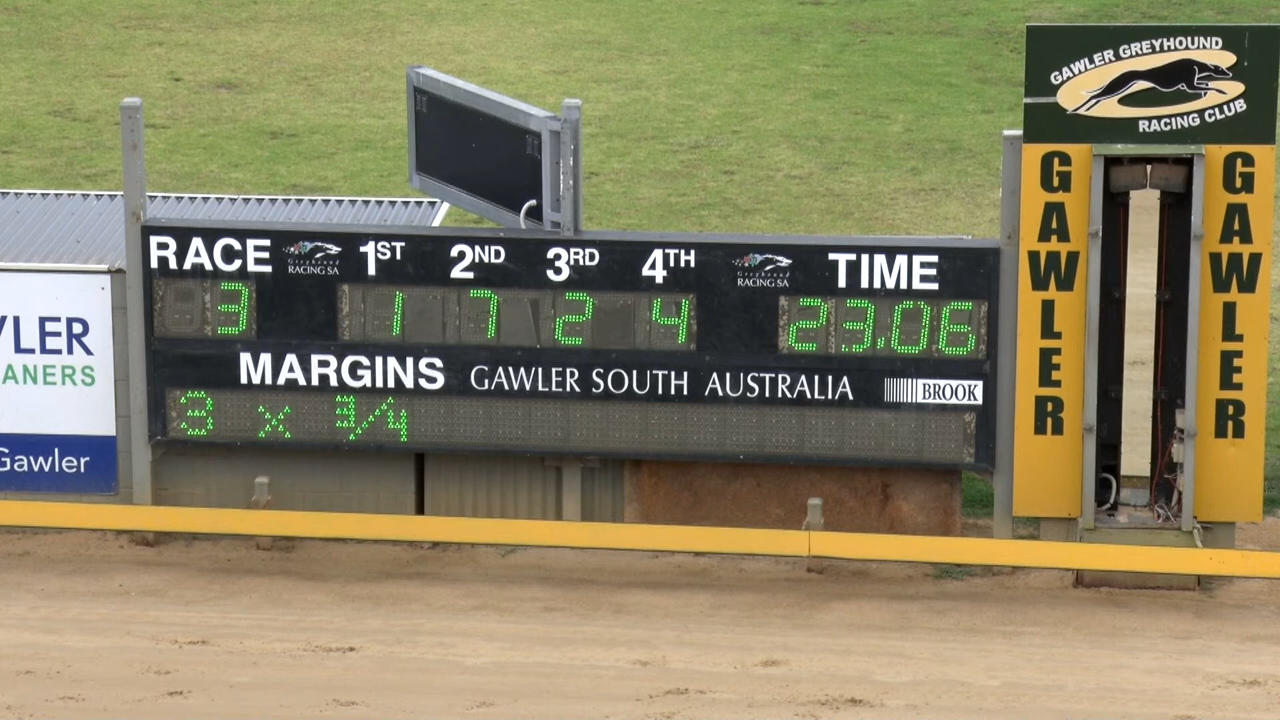 GAWLER GREYHOUND
RACING CLUB
GAWLER
GAWLER
RACE
Greyhound
RACING SA
1ST 2ND 3RD 4TH
Greyhound
RACING SA
TIME
3 1 7 2 4 23.06
MARGINS GAWLER SOUTH AUSTRALIA BROOK
3 x 3/4
LER
ANERS
Gawler